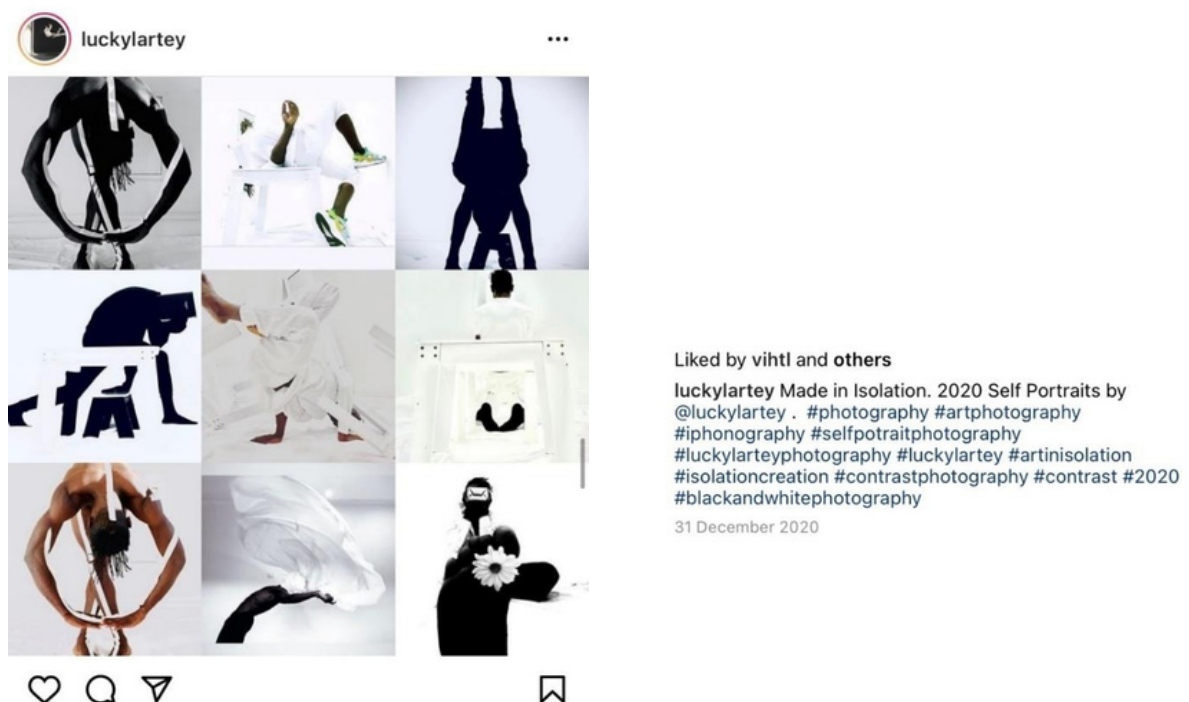 luckylartey
Liked by vihtl and others
luckylartey Made in Isolation. 2020 Self Portraits by
@luckylartey . #photography #artphotography
#iphonography #selfpotraitphotography
#luckylarteyphotography #luckylartey #artinisolation
#isolationcreation #contrastphotography #contrast #2020
#blackandwhitephotography
31 December 2020